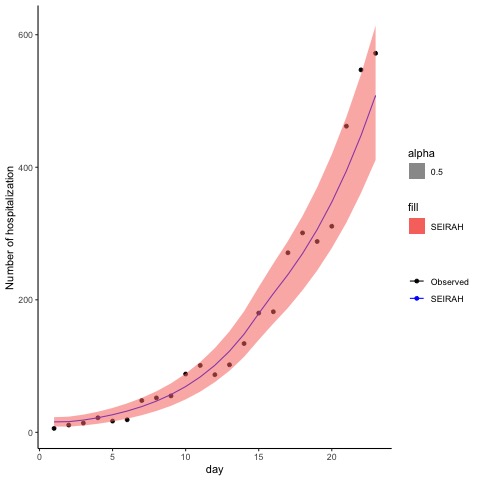 Number of hospitalization
600
400
200
0
0
5
10
15
20
day
alpha
0.5
fill
SEIRAH
Observed
SEIRAH